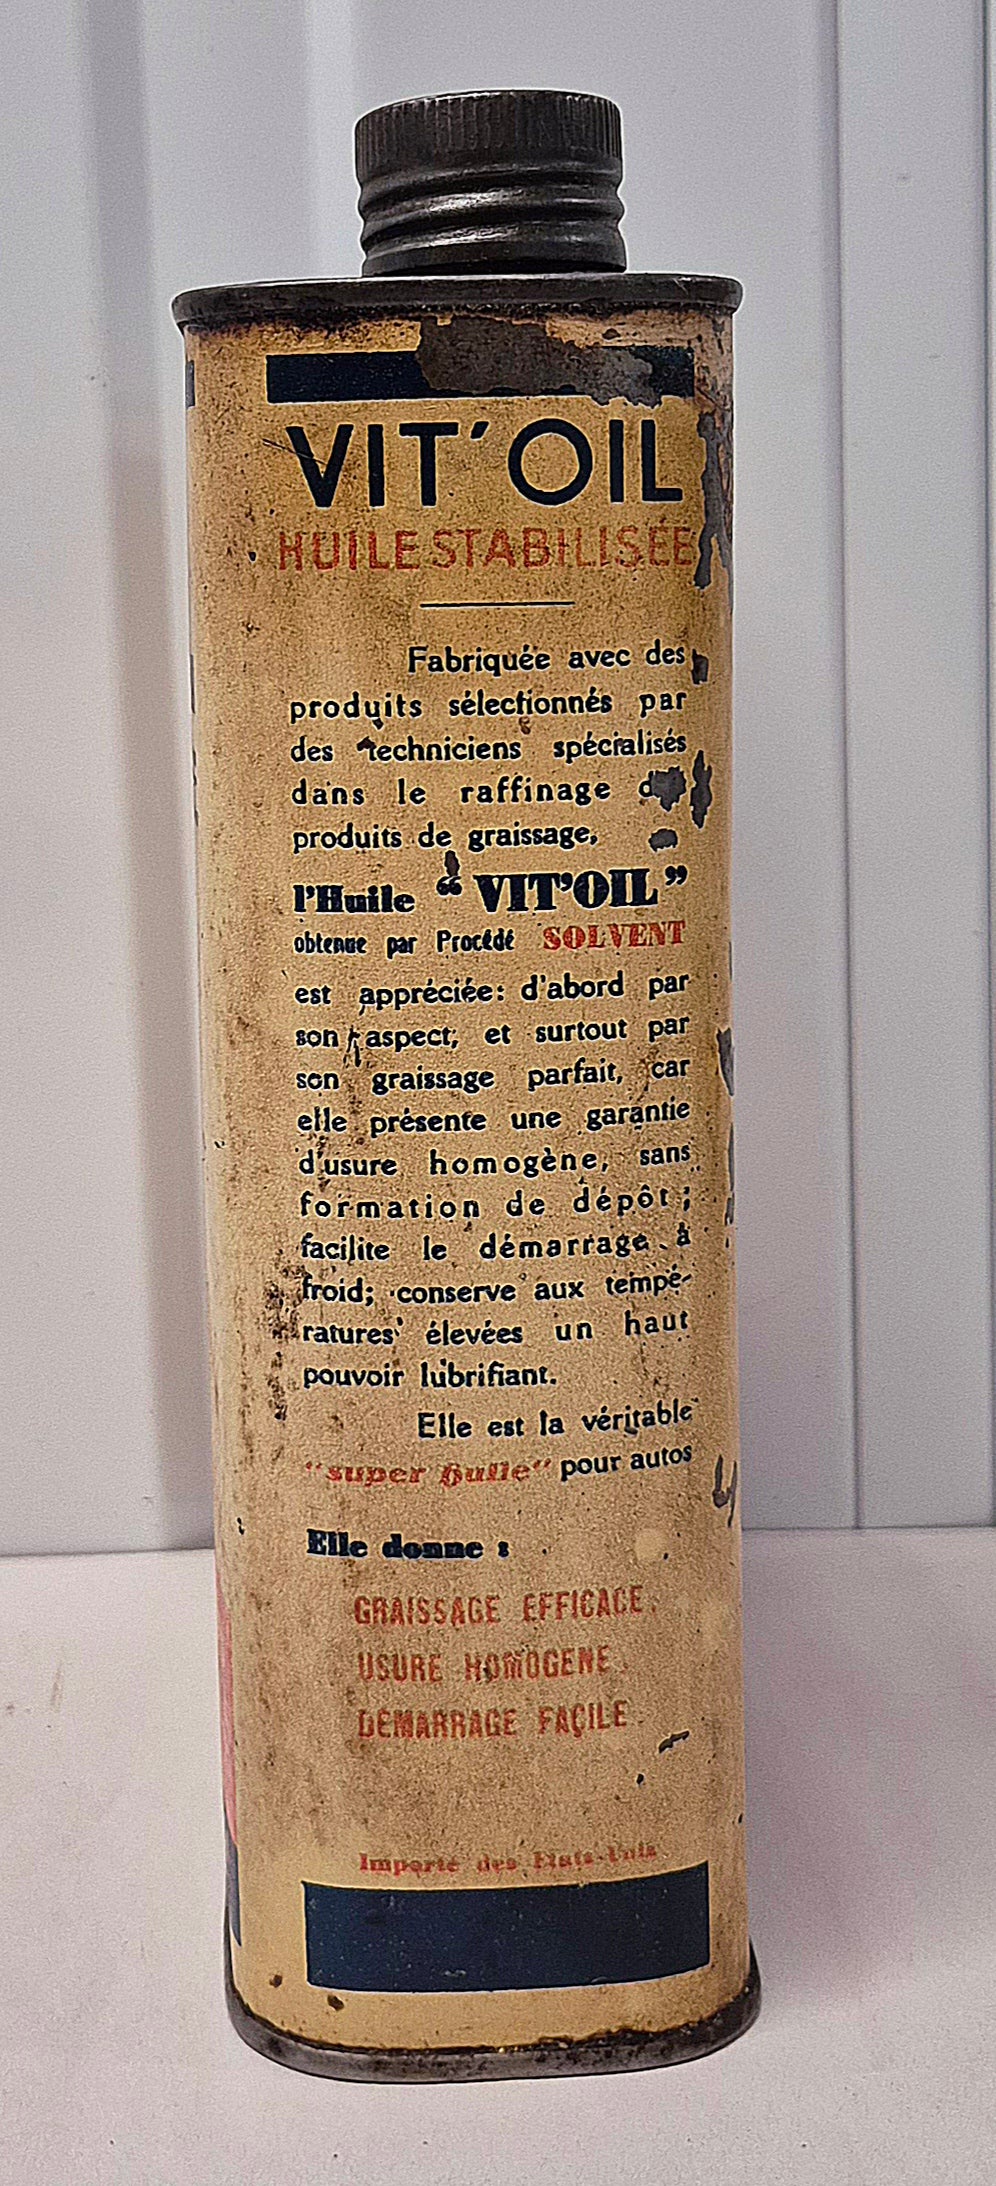 VIT'OIL
HUILE STABILISÉE
Fabriquée avec des
produits sélectionnés par
des techniciens spécialisés
dans le raffinage
produits de graissage,
l'Huile “VIT'OIL”
obtenue par Procédé SOLVENT
est appréciée: d'abord par
son aspect; et surtout par
son graissage parfait, car
elle présente une garantie
d'usure homogène, sans
formation de dépôt;
facilite le démarrage à
froid; conserve aux tempé-
ratures élevées un haut
pouvoir lubrifiant.
Elle est la véritable
“super huile” pour autos
Elle donne :
GRAISSAGE EFFICACE.
USURE HOMOGENE.
DEMARRAGE FAÇILE.
Importé des Etats-Unis